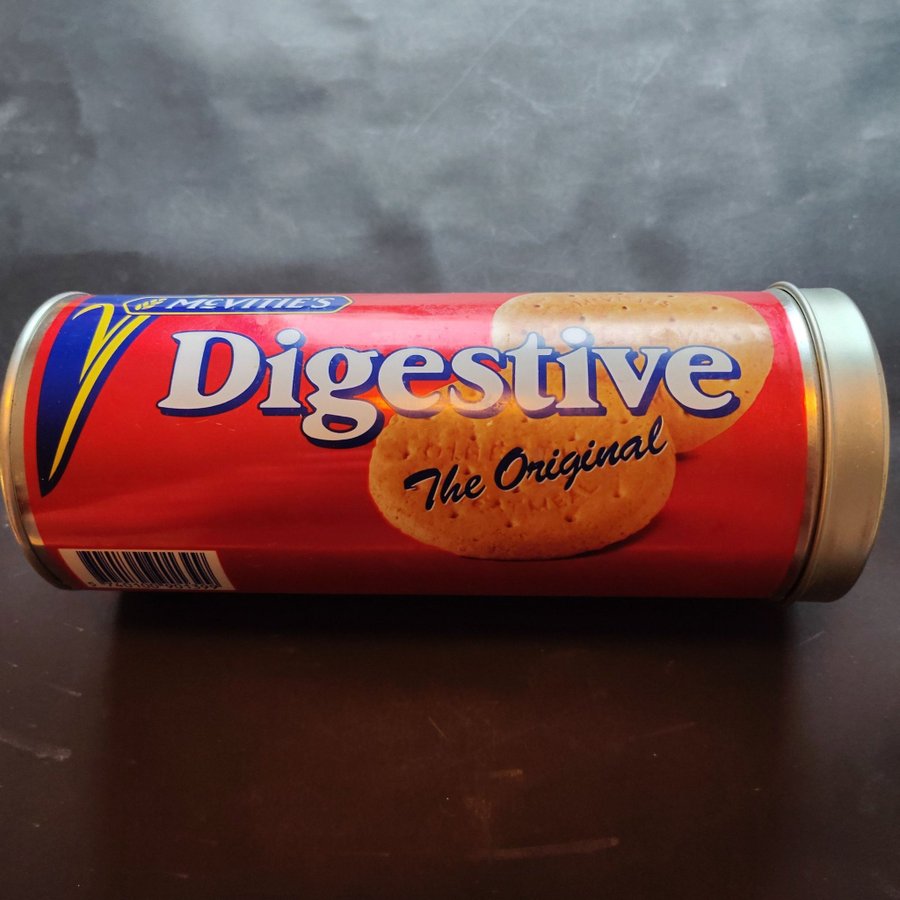 McVITIE'S
Digestive
The Original